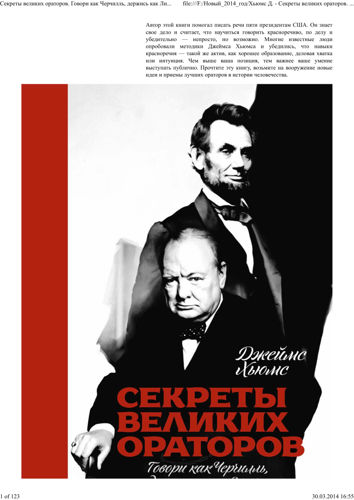 Секреты великих ораторов. Говори как Черчилль, держись как Ли... file:///F:/Новый_2014_год/Хьюмс Д. - Секреты великих ораторов. ...
Автор этой книги помогал писать речи пяти президентам США. Он знает
свое дело и считает, что научиться говорить красноречиво, по делу и
убедительно — непросто, но возможно. Многие известные люди
опробовали методики Джеймса Хьюмса и убедились, что навыки
красноречия — такой же актив, как хорошее образование, деловая хватка
или интуиция. Чем выше ваша позиция, тем важнее ваше умение
выступать публично. Прочтите эту книгу, возьмите на вооружение новые
идеи и приемы лучших ораторов в истории человечества.
Джеймс
Хьюмс
СЕКРЕТЫ
ВЕЛИКИХ
ОРАТОРОВ
Говори как Черчилль,
1 of 123 30.03.2014 16:55